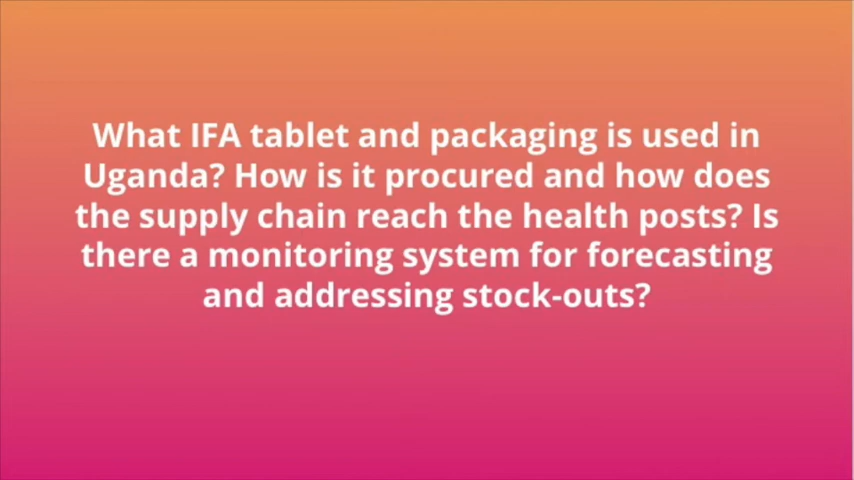 What IFA tablet and packaging is used in
Uganda? How is it procured and how does
the supply chain reach the health posts? Is
there a monitoring system for forecasting
and addressing stock-outs?